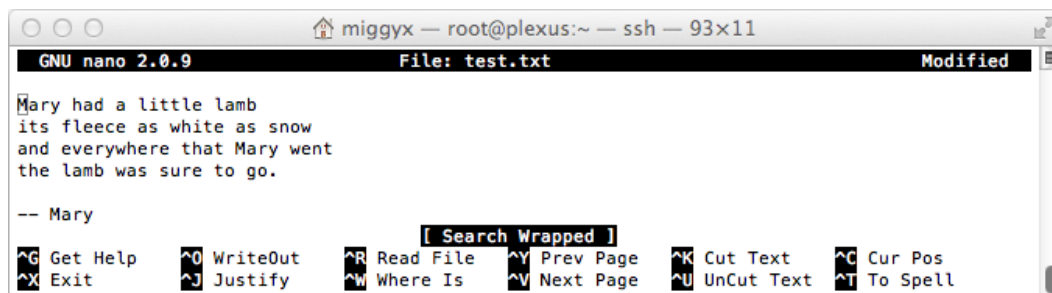 miggyx — root@plexus:~ — ssh — 93×11
GNU nano 2.0.9 File: test.txt Modified
Mary had a little lamb
its fleece as white as snow
and everywhere that Mary went
the lamb was sure to go.
-- Mary
[ Search Wrapped ]
^G Get Help ^O WriteOut ^R Read File ^Y Prev Page ^K Cut Text ^C Cur Pos
^X Exit ^J Justify ^W Where Is ^V Next Page ^U UnCut Text ^T To Spell